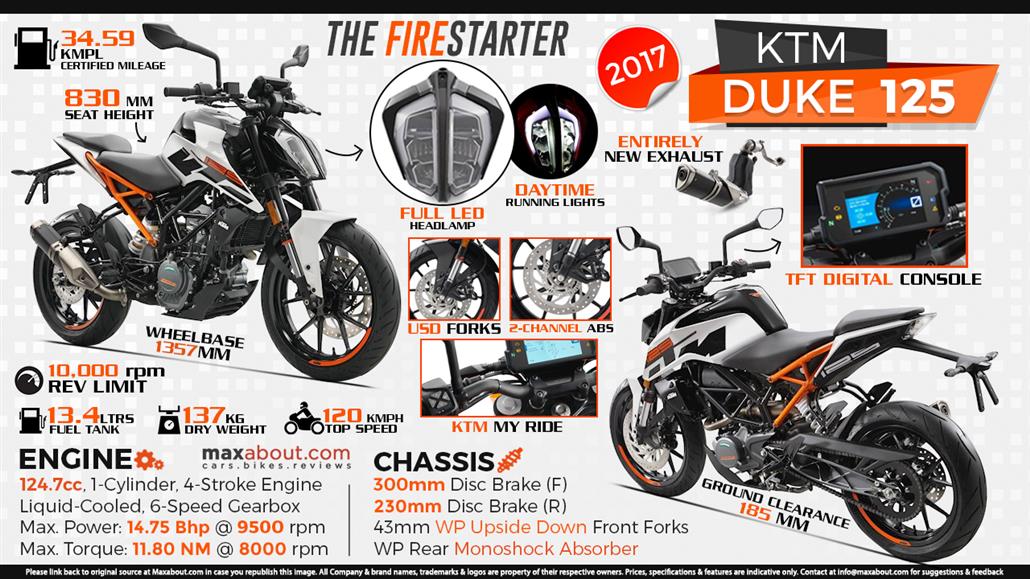 34.59
KMPL
CERTIFIED MILEAGE
830 MM
SEAT HEIGHT
THE FIRESTARTER
2017
KTM
DUKE 125
FULL LED
HEADLAMP
DAYTIME
RUNNING LIGHTS
ENTIRELY
NEW EXHAUST
TFT DIGITAL CONSOLE
USD FORKS
2-CHANNEL ABS
KTM MY RIDE
WHEELBASE
1357MM
10,000 rpm
REV LIMIT
13.4LTRS
FUEL TANK
137KG
DRY WEIGHT
120 KMPH
TOP SPEED
GROUND CLEARANCE
185 MM
ENGINE
maxabout.com
cars.bikes.reviews
124.7cc, 1-Cylinder, 4-Stroke Engine
Liquid-Cooled, 6-Speed Gearbox
Max. Power: 14.75 Bhp @ 9500 rpm
Max. Torque: 11.80 NM @ 8000 rpm
CHASSIS
300mm Disc Brake (F)
230mm Disc Brake (R)
43mm WP Upside Down Front Forks
WP Rear Monoshock Absorber
Please link back to original source at Maxabout.com in case you republish this image. All Company & brand names, trademarks & logos are property of their respective owners. Prices, specifications & features are indicative only. Contact at info@maxabout.com for suggestions & feedback